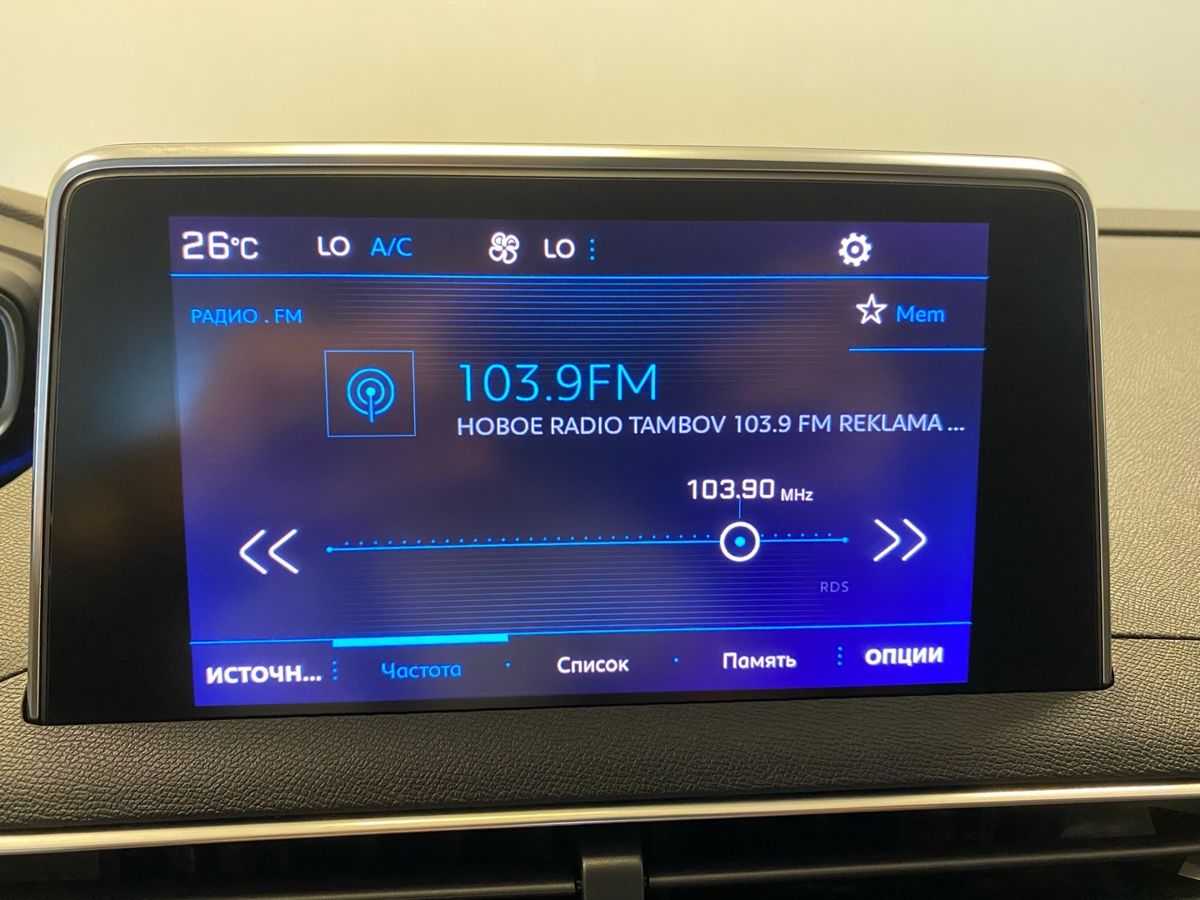 26°C LO A/C LO
РАДИО . FM
Mem
103.9FM
НОВОЕ RADIO TAMBOV 103.9 FM REKLAMA ...
103.90 MHz
RDS
ИСТОЧН... Частота Список Память ОПЦИИ